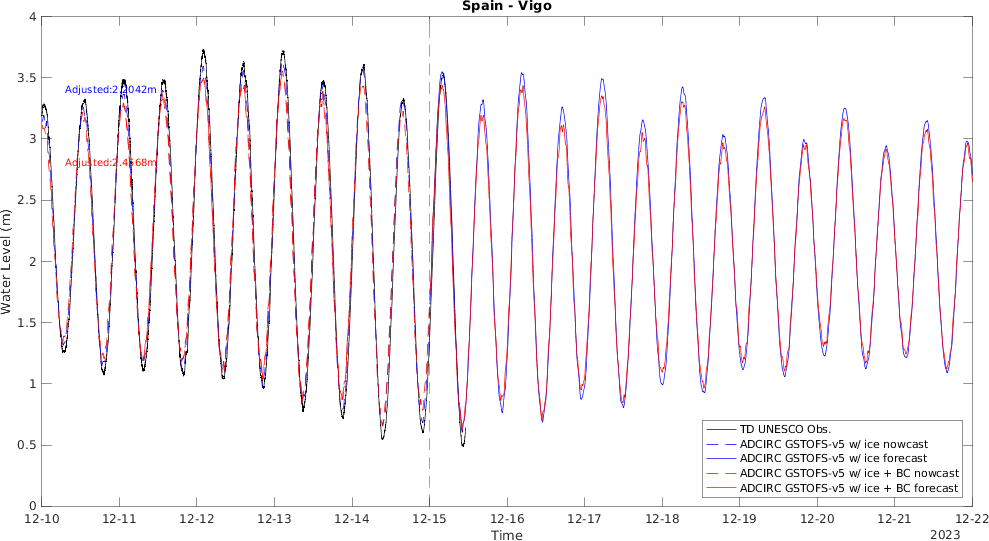 Spain - Vigo
4
3.5
3
2.5
2
1.5
1
0.5
0
Water Level (m)
Adjusted:2.2042m
Adjusted:2.4568m
TD UNESCO Obs.
ADCIRC GSTOFS-v5 w/ ice nowcast
ADCIRC GSTOFS-v5 w/ ice forecast
ADCIRC GSTOFS-v5 w/ ice + BC nowcast
ADCIRC GSTOFS-v5 w/ ice + BC forecast
12-10 12-11 12-12 12-13 12-14 12-15 12-16 12-17 12-18 12-19 12-20 12-21 12-22
Time
2023